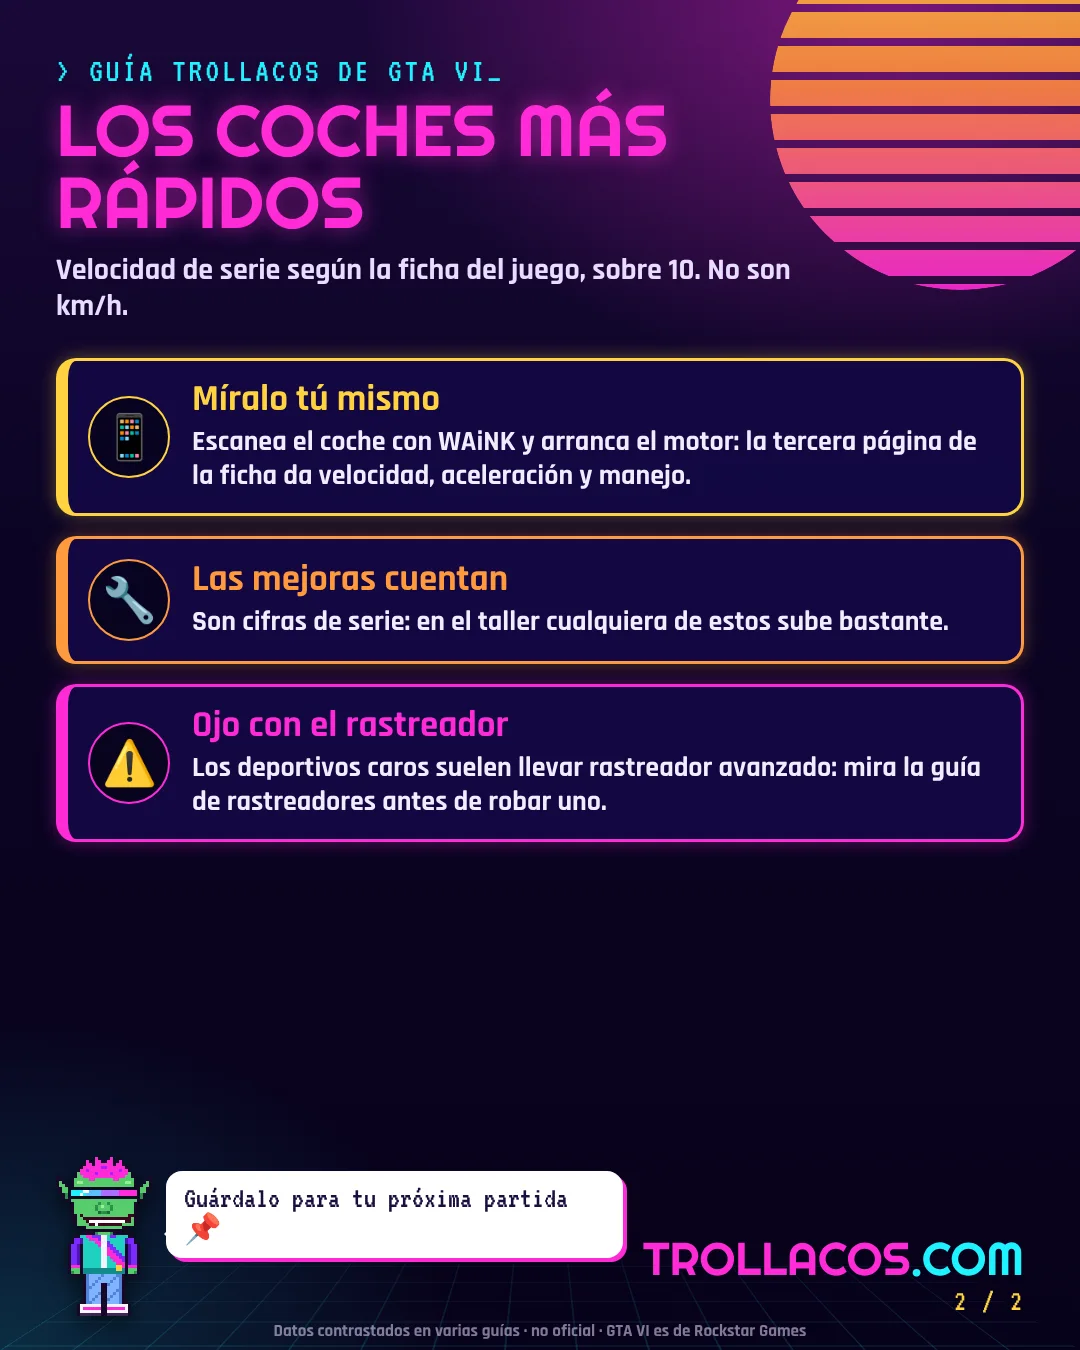 > GUÍA TROLLACOS DE GTA VI_
LOS COCHES MÁS
RÁPIDOS
Velocidad de serie según la ficha del juego, sobre 10. No son
km/h.
Míralo tú mismo
Escanea el coche con WAiNK y arranca el motor: la tercera página de
la ficha da velocidad, aceleración y manejo.
Las mejoras cuentan
Son cifras de serie: en el taller cualquiera de estos sube bastante.
Ojo con el rastreador
Los deportivos caros suelen llevar rastreador avanzado: mira la guía
de rastreadores antes de robar uno.
Guárdalo para tu próxima partida
📌
TROLLACOS.COM
2 / 2
Datos contrastados en varias guías · no oficial · GTA VI es de Rockstar Games